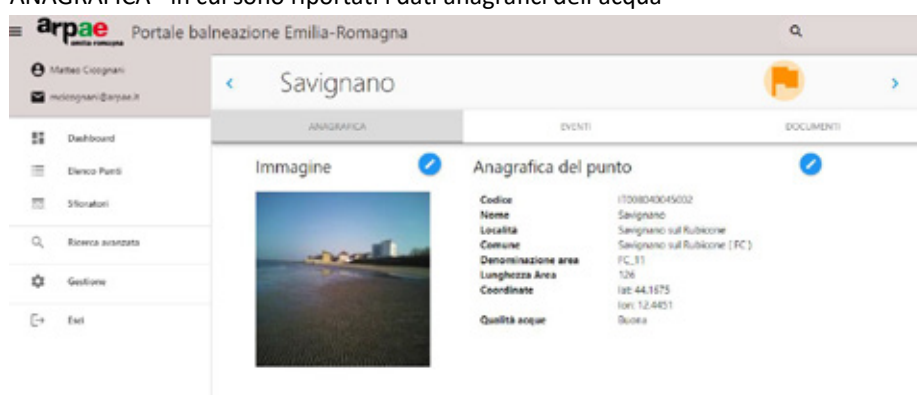 ANAGRAFICA in cui sono riportati i dati anagrafici dell'acqua
arpae
emilia-romagna
Portale balneazione Emilia-Romagna
Matteo Cicognani
mcicognani@arpae.it
Savignano
ANAGRAFICA
EVENTI
DOCUMENTI
Dashboard
Elenco Punti
Sfioratori
Ricerca avanzata
Gestione
Esci
Immagine
Anagrafica del punto
Codice IT008040045002
Nome Savignano
Località Savignano sul Rubicone
Comune Savignano sul Rubicone ( FC )
Denominazione area FC_11
Lunghezza Area 126
Coordinate lat: 44.1675
lon: 12.4451
Qualità acque Buona